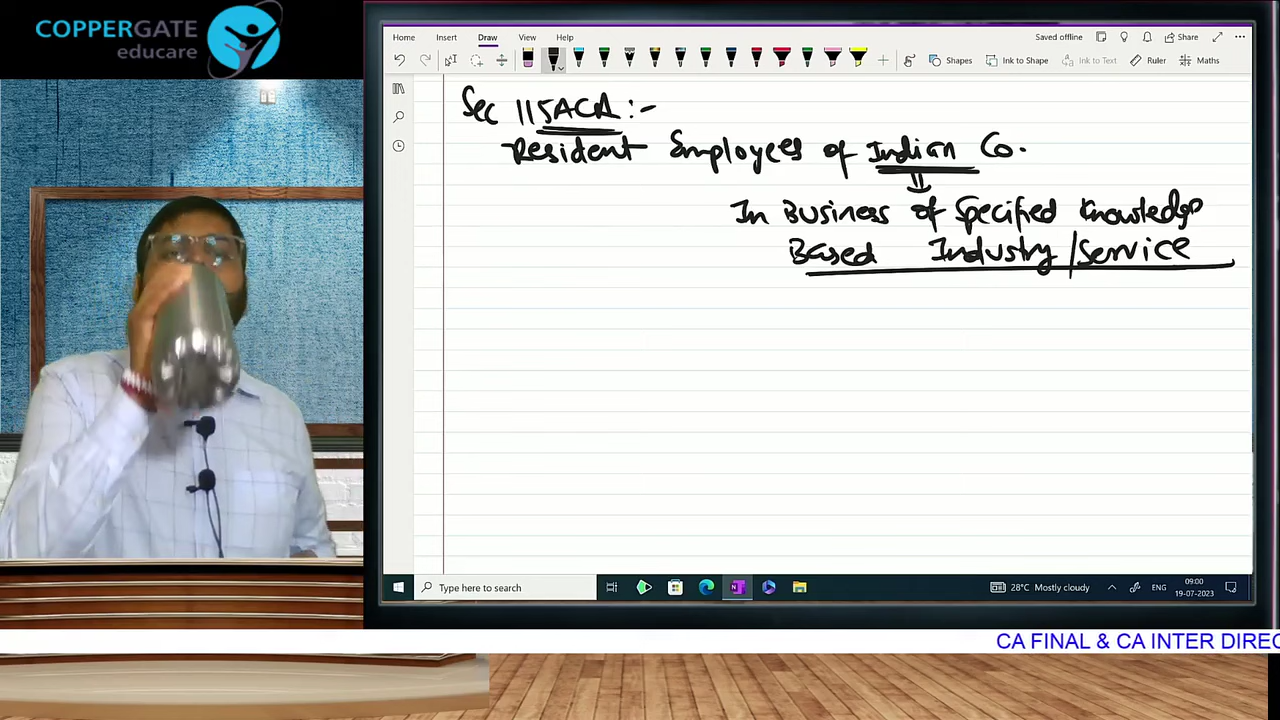 COPPERGATE
educare
Home Insert Draw View Help
Saved offline
Share
Shapes
Ink to Shape
Ink to Text
Ruler
Maths
Sec 115ACA :-
Resident Employees of Indian Co.
In Business of Specified Knowledge
Based Industry/Service
Type here to search
28°C Mostly cloudy
ENG
09:00
19-07-2023
CA FINAL & CA INTER DIREC